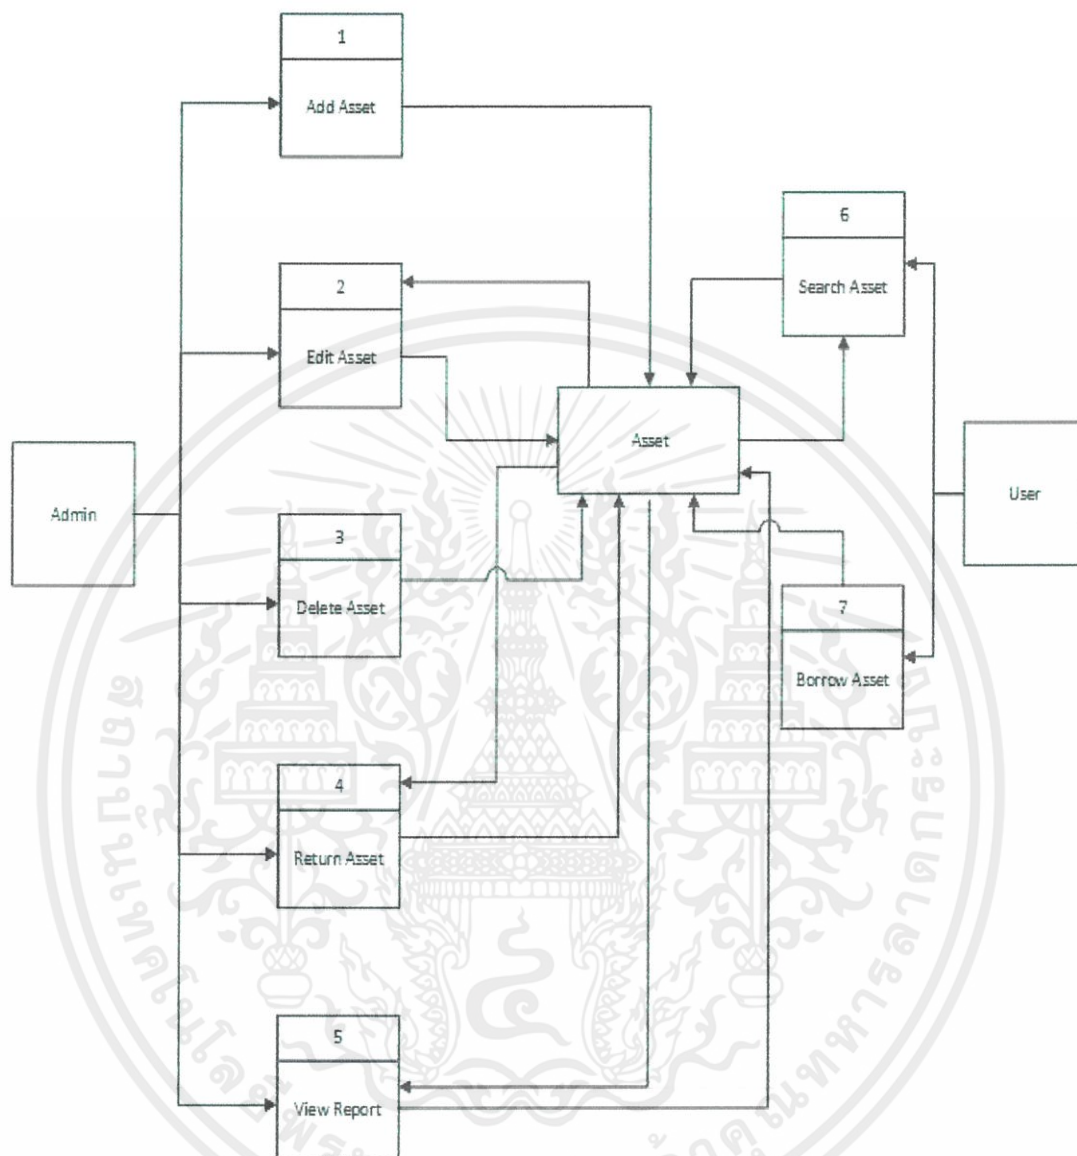 1
Add Asset
6
Search Asset
2
Edit Asset
Asset
Admin
User
3
Delete Asset
7
Borrow Asset
4
Return Asset
5
View Report